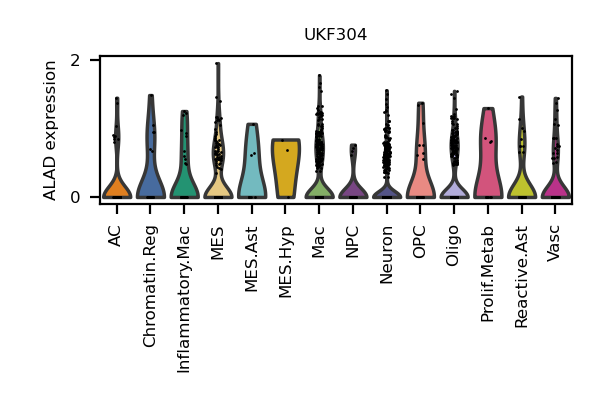 UKF304
ALAD expression
2
0
AC
Chromatin.Reg
Inflammatory.Mac
MES
MES.Ast
MES.Hyp
Mac
NPC
Neuron
OPC
Oligo
Prolif.Metab
Reactive.Ast
Vasc